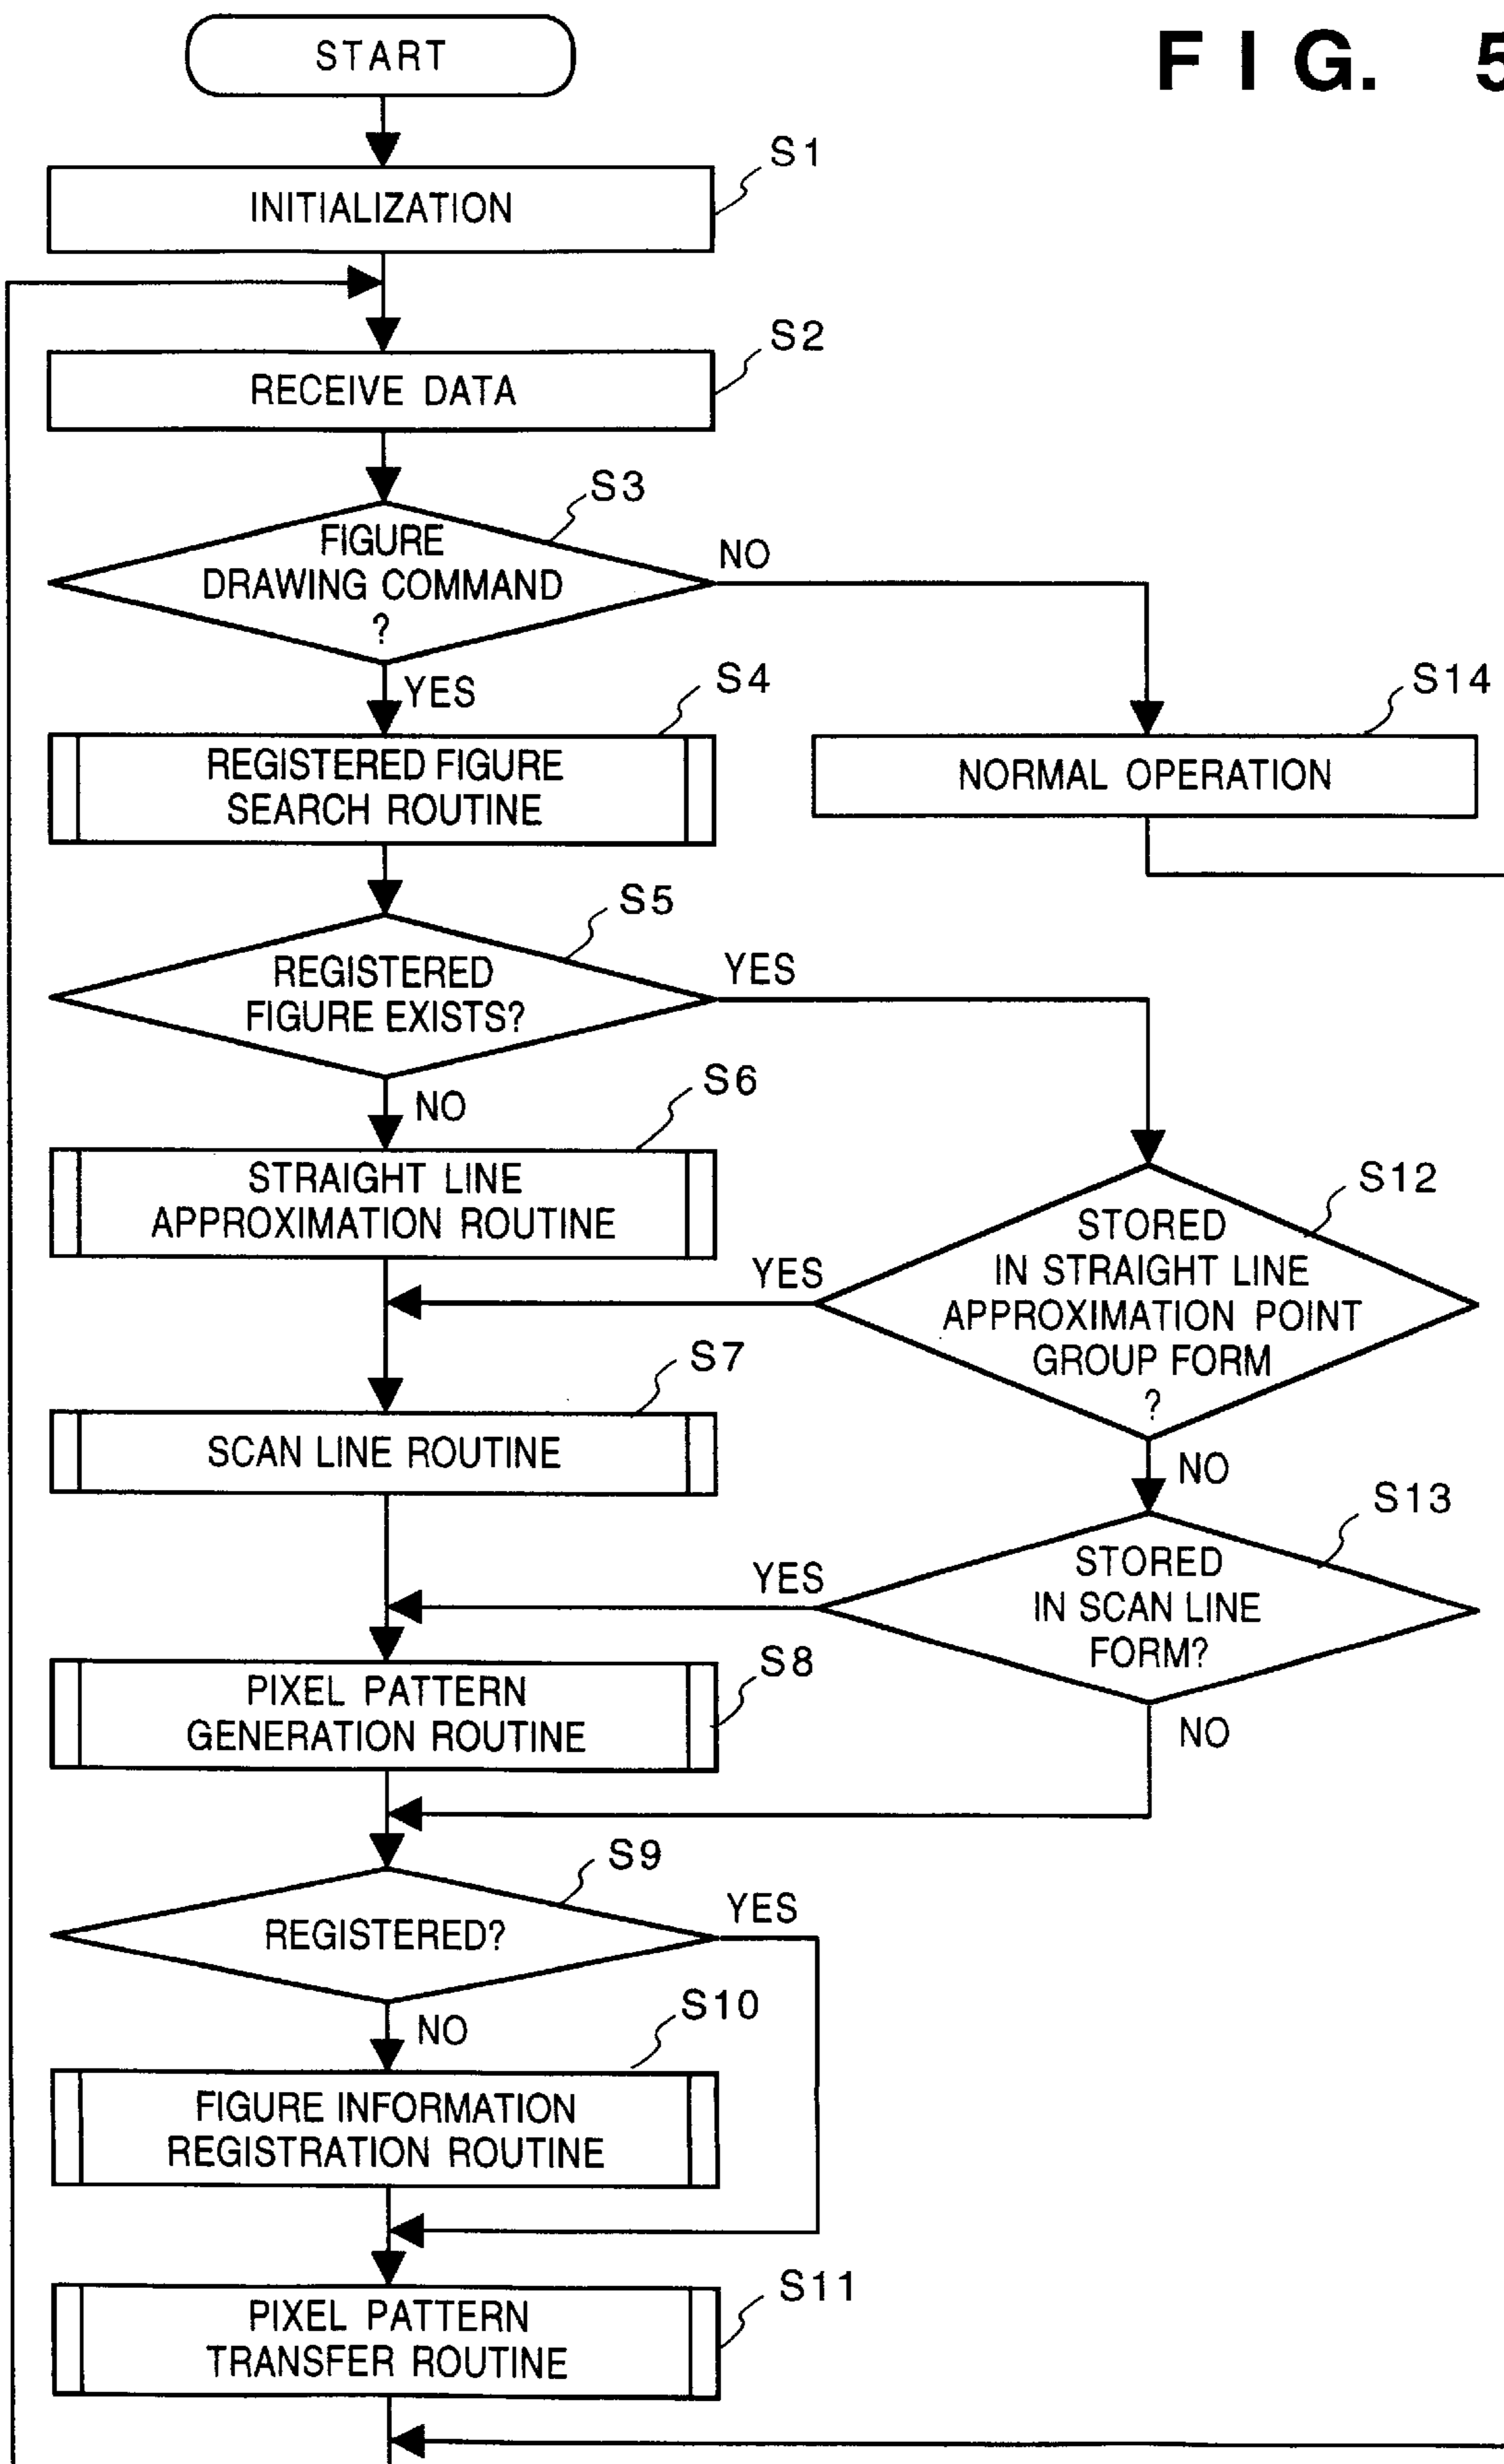 FIG. 5
START
S1
INITIALIZATION
S2
RECEIVE DATA
S3
FIGURE
DRAWING COMMAND
?
NO
YES
S4
REGISTERED FIGURE
SEARCH ROUTINE
S14
NORMAL OPERATION
S5
REGISTERED
FIGURE EXISTS?
YES
NO
S6
STRAIGHT LINE
APPROXIMATION ROUTINE
S12
STORED
IN STRAIGHT LINE
APPROXIMATION POINT
GROUP FORM
?
YES
NO
S7
SCAN LINE ROUTINE
S13
STORED
IN SCAN LINE
FORM?
YES
NO
S8
PIXEL PATTERN
GENERATION ROUTINE
S9
REGISTERED?
YES
NO
S10
FIGURE INFORMATION
REGISTRATION ROUTINE
S11
PIXEL PATTERN
TRANSFER ROUTINE